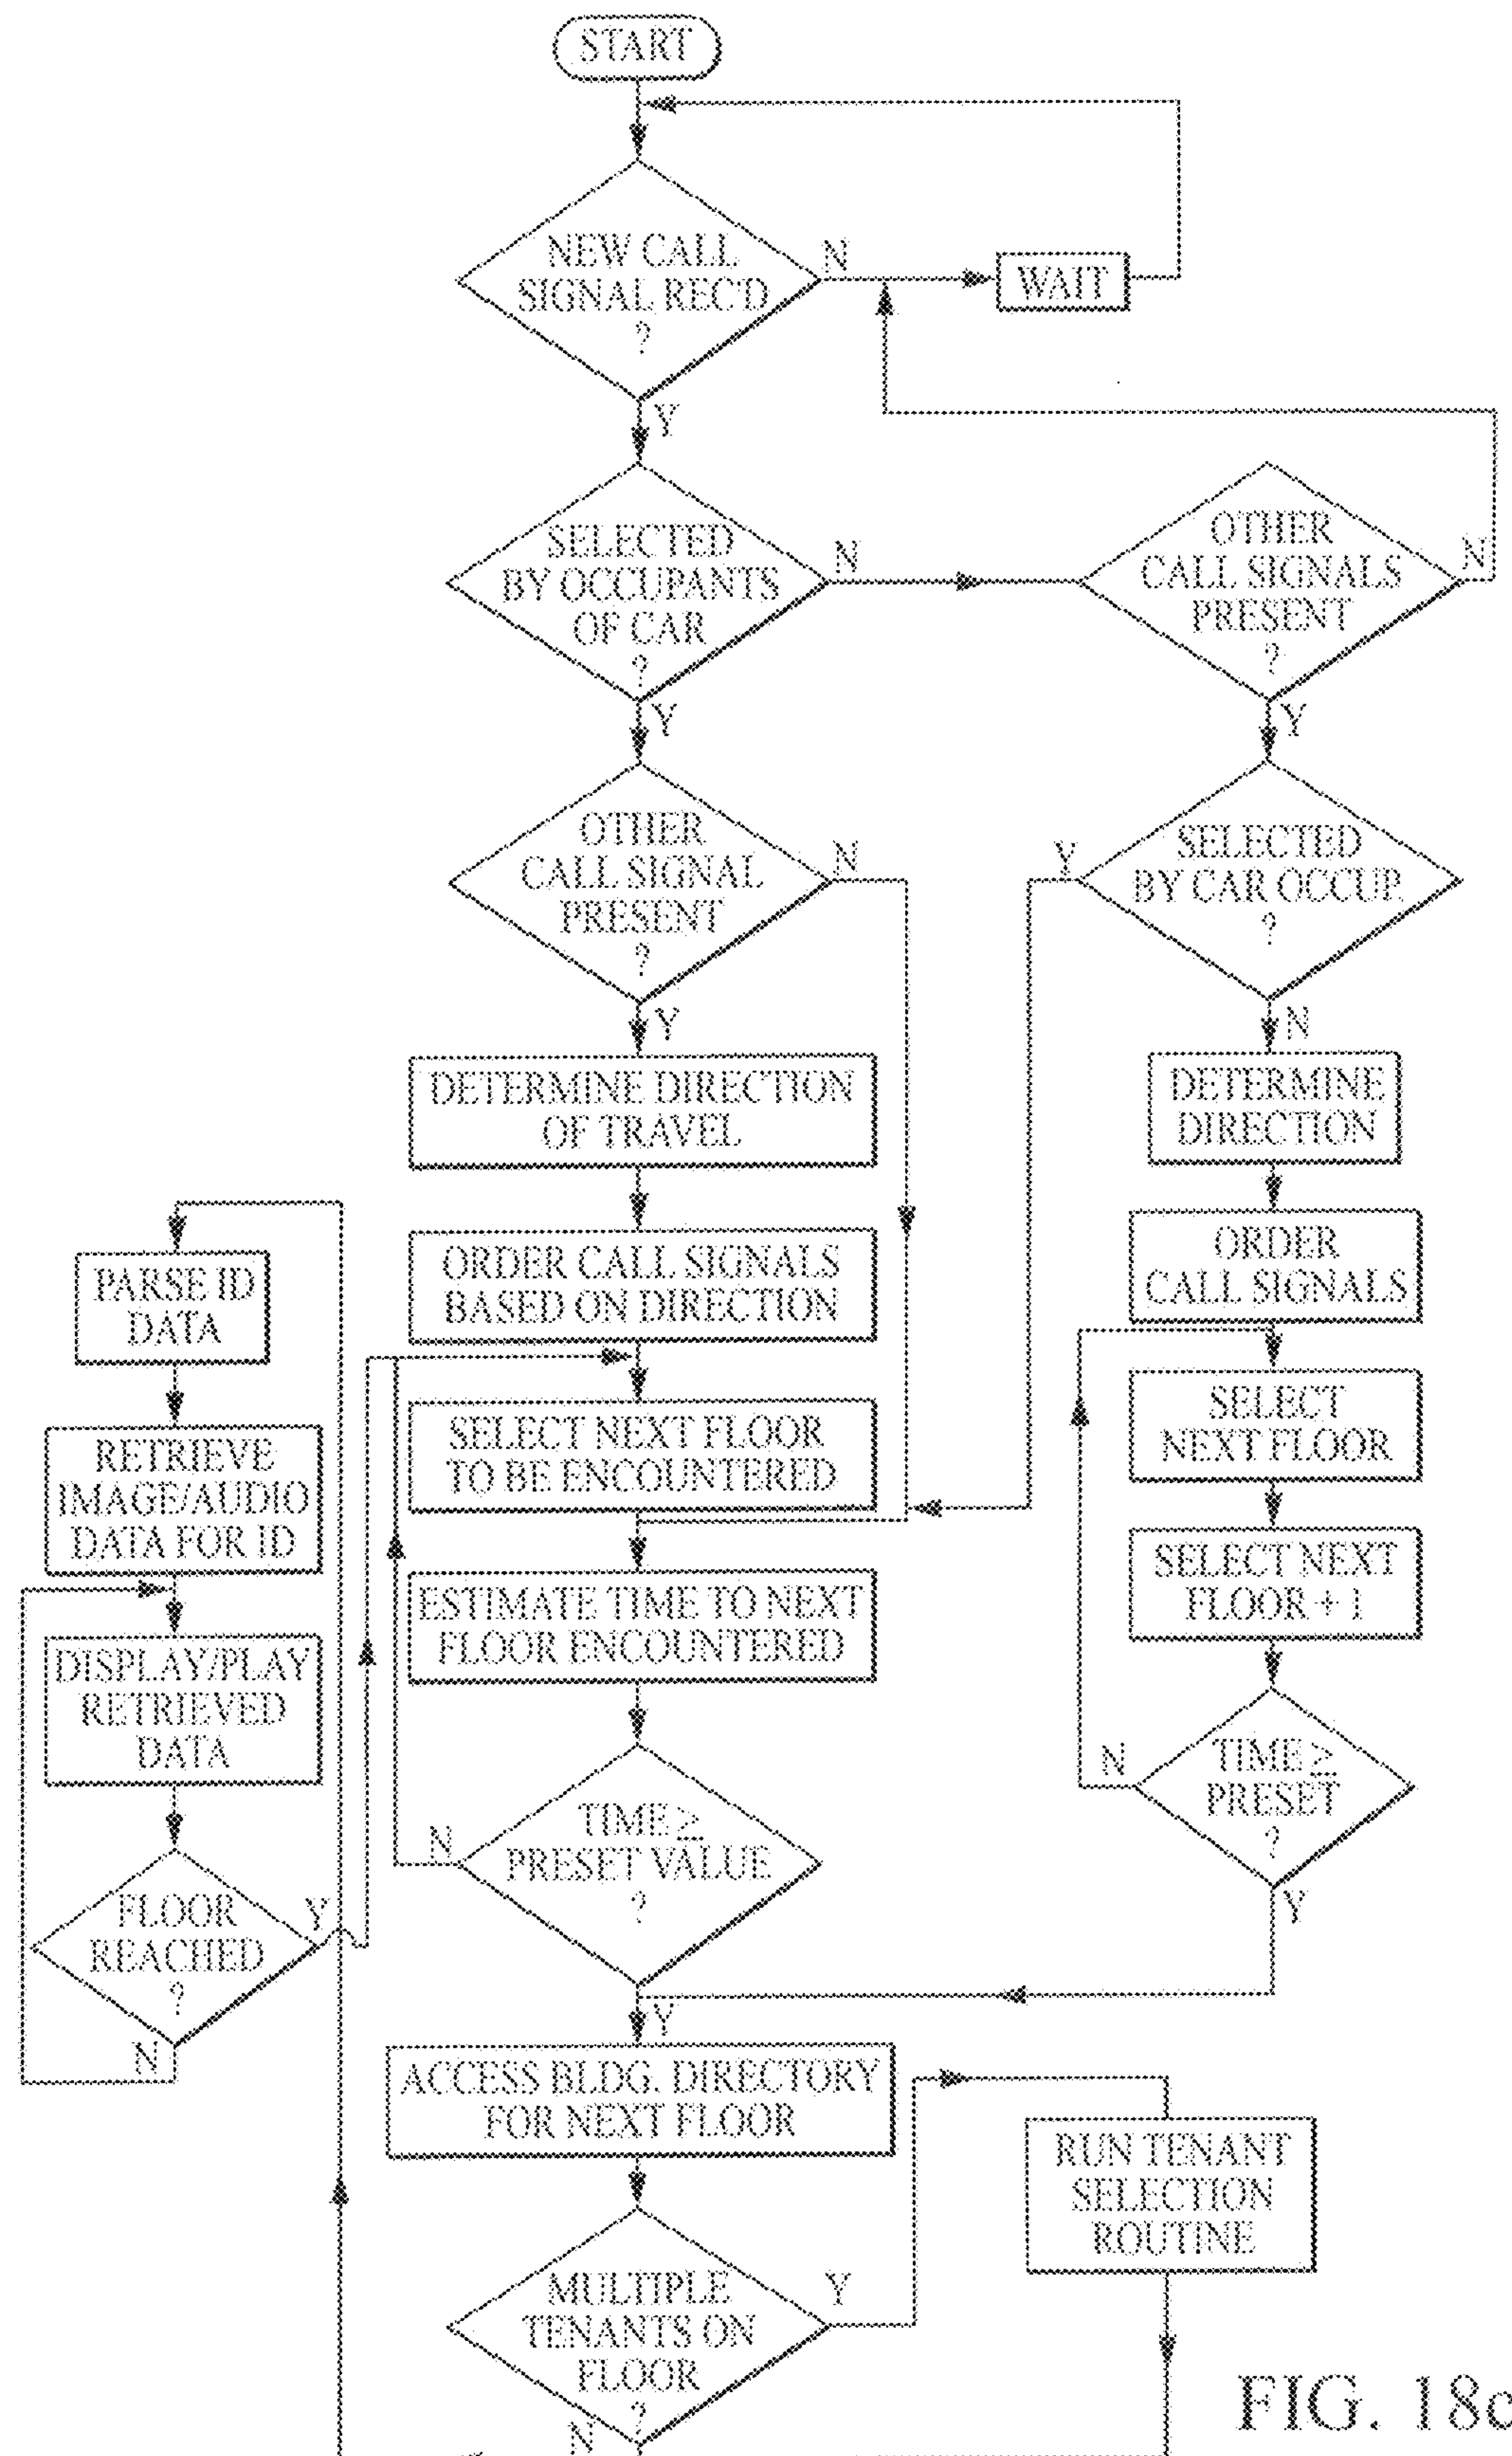 START
NEW CALL
SIGNAL REC'D
?
N
WAIT
Y
SELECTED
BY OCCUPANTS
OF CAR
?
N
Y
OTHER
CALL SIGNALS
PRESENT
?
N
Y
OTHER
CALL SIGNAL
PRESENT
?
N
Y
SELECTED
BY CAR OCCUP.
?
Y
N
DETERMINE DIRECTION
OF TRAVEL
DETERMINE
DIRECTION
ORDER CALL SIGNALS
BASED ON DIRECTION
ORDER
CALL SIGNALS
PARSE ID
DATA
SELECT NEXT FLOOR
TO BE ENCOUNTERED
SELECT
NEXT FLOOR
RETRIEVE
IMAGE/AUDIO
DATA FOR ID
ESTIMATE TIME TO NEXT
FLOOR ENCOUNTERED
SELECT NEXT
FLOOR + 1
DISPLAY/PLAY
RETRIEVED
DATA
TIME ≥
PRESET VALUE
?
N
Y
TIME ≥
PRESET
?
N
Y
FLOOR
REACHED
?
Y
N
ACCESS BLDG. DIRECTORY
FOR NEXT FLOOR
RUN TENANT
SELECTION
ROUTINE
MULTIPLE
TENANTS ON
FLOOR
?
Y
N
FIG. 18c